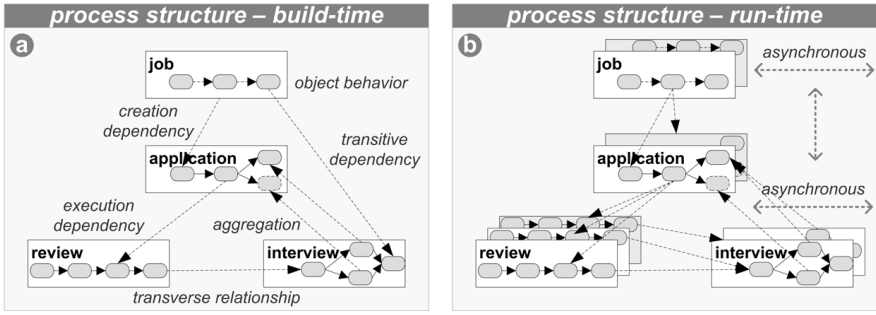 process structure – build-time
a
job
object behavior
creation
dependency
transitive
dependency
application
execution
dependency
aggregation
review
interview
transverse relationship
process structure – run-time
b
job
asynchronous
application
asynchronous
review
interview